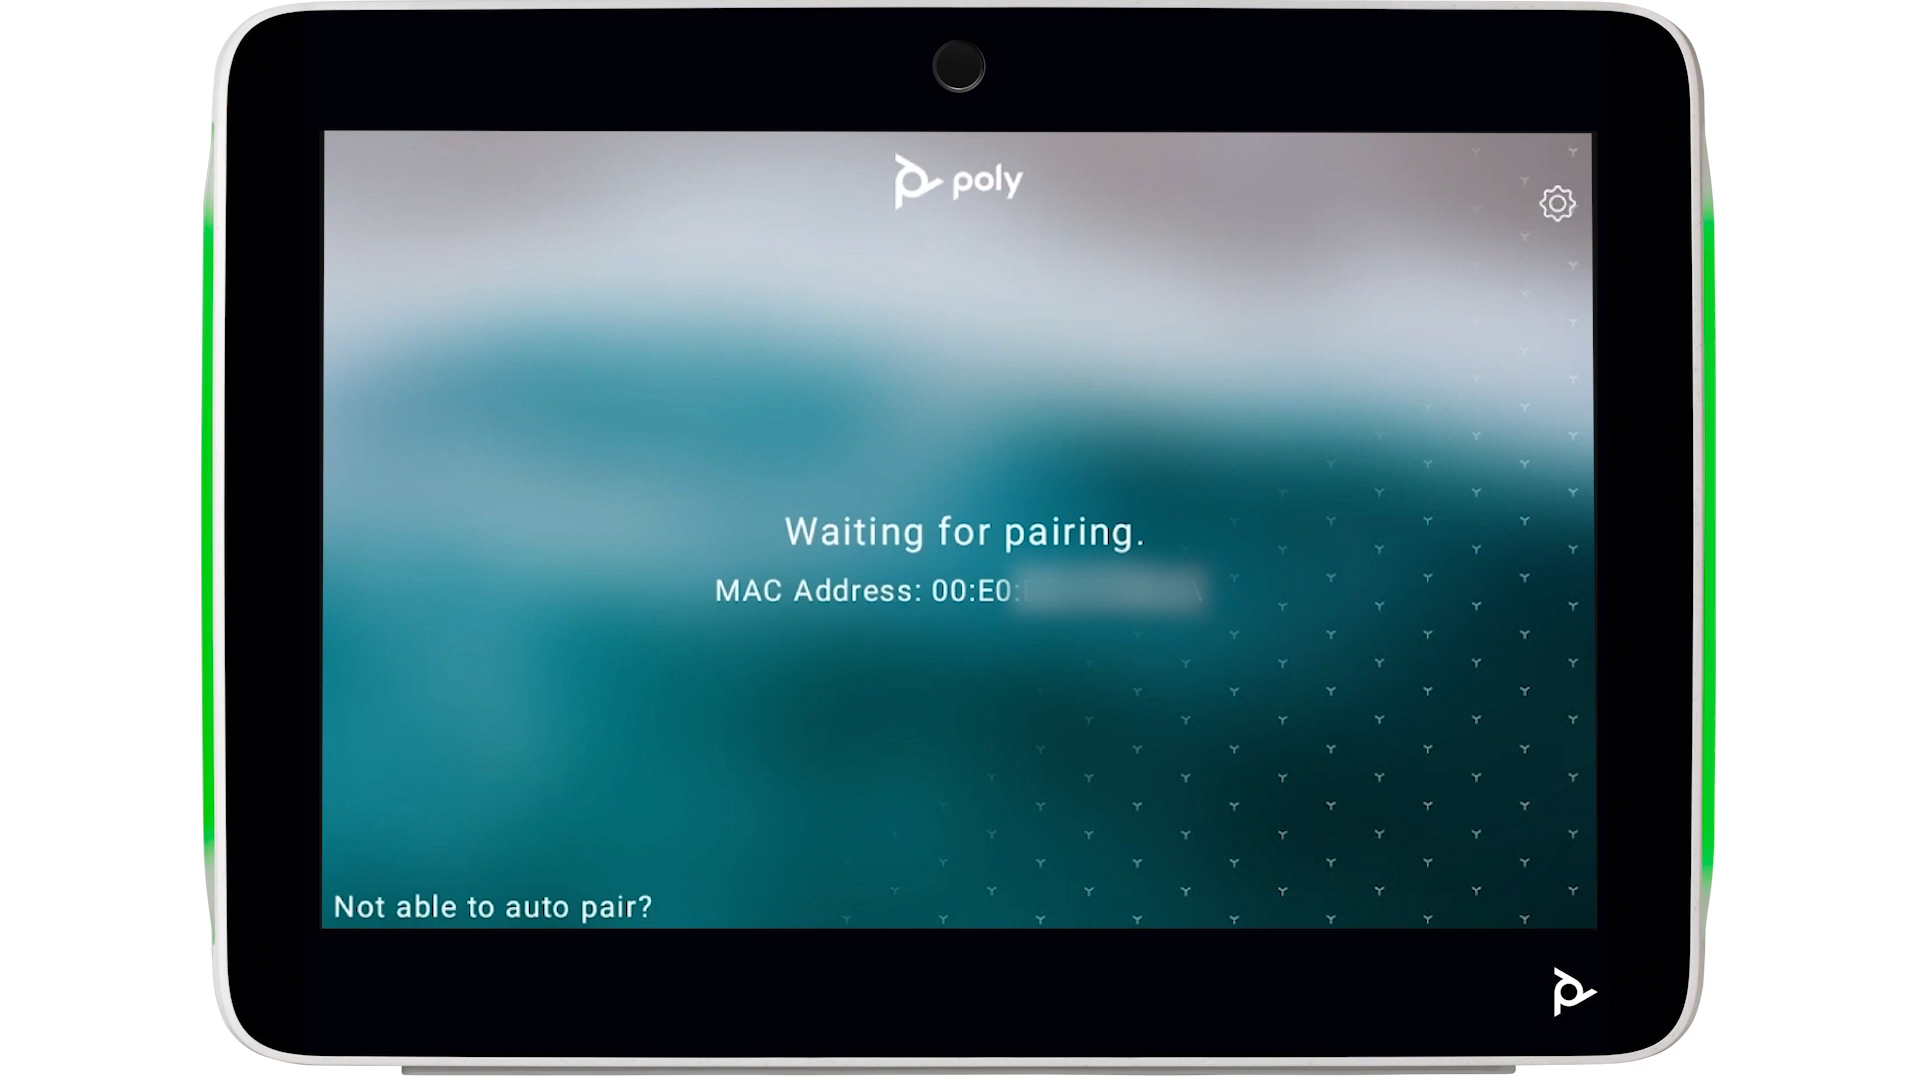 poly
Waiting for pairing.
MAC Address: 00:E0:
Not able to auto pair?